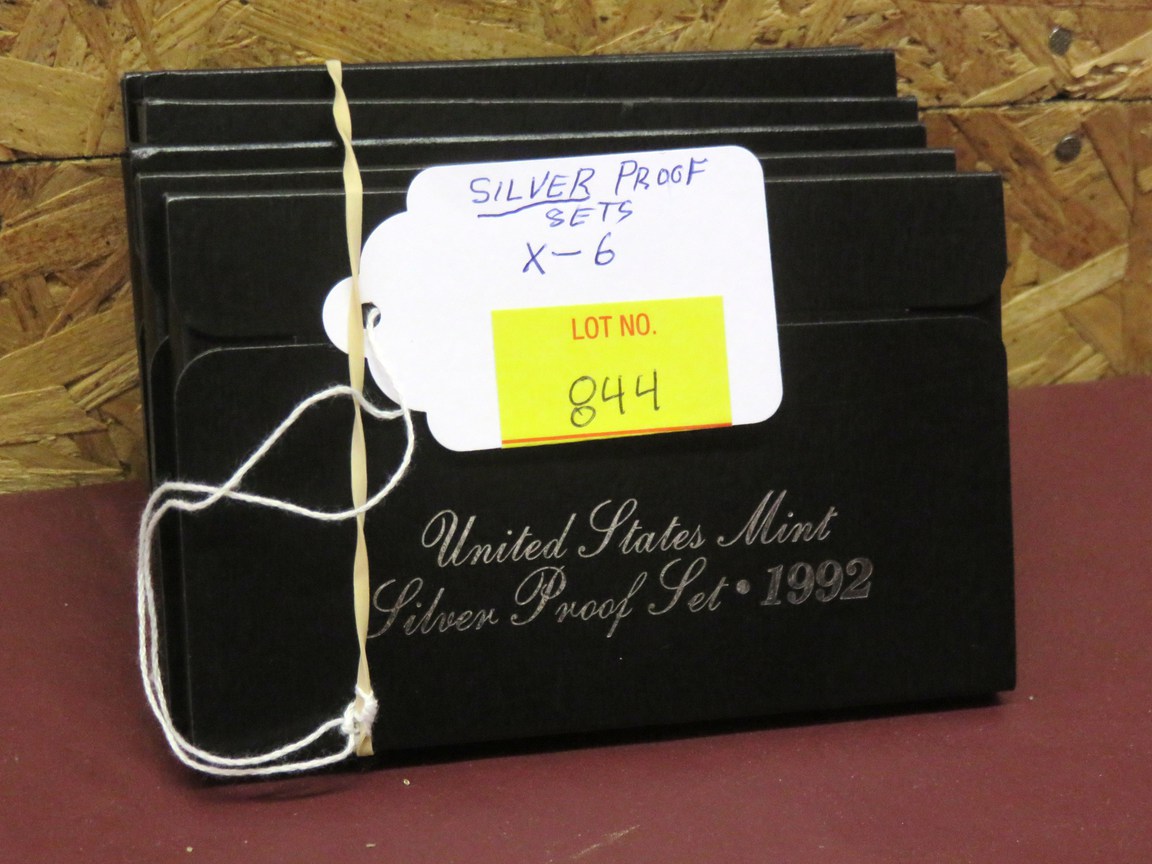 SILVER PROOF
SETS
X-6
LOT NO.
844
United States Mint
Silver Proof Set • 1992